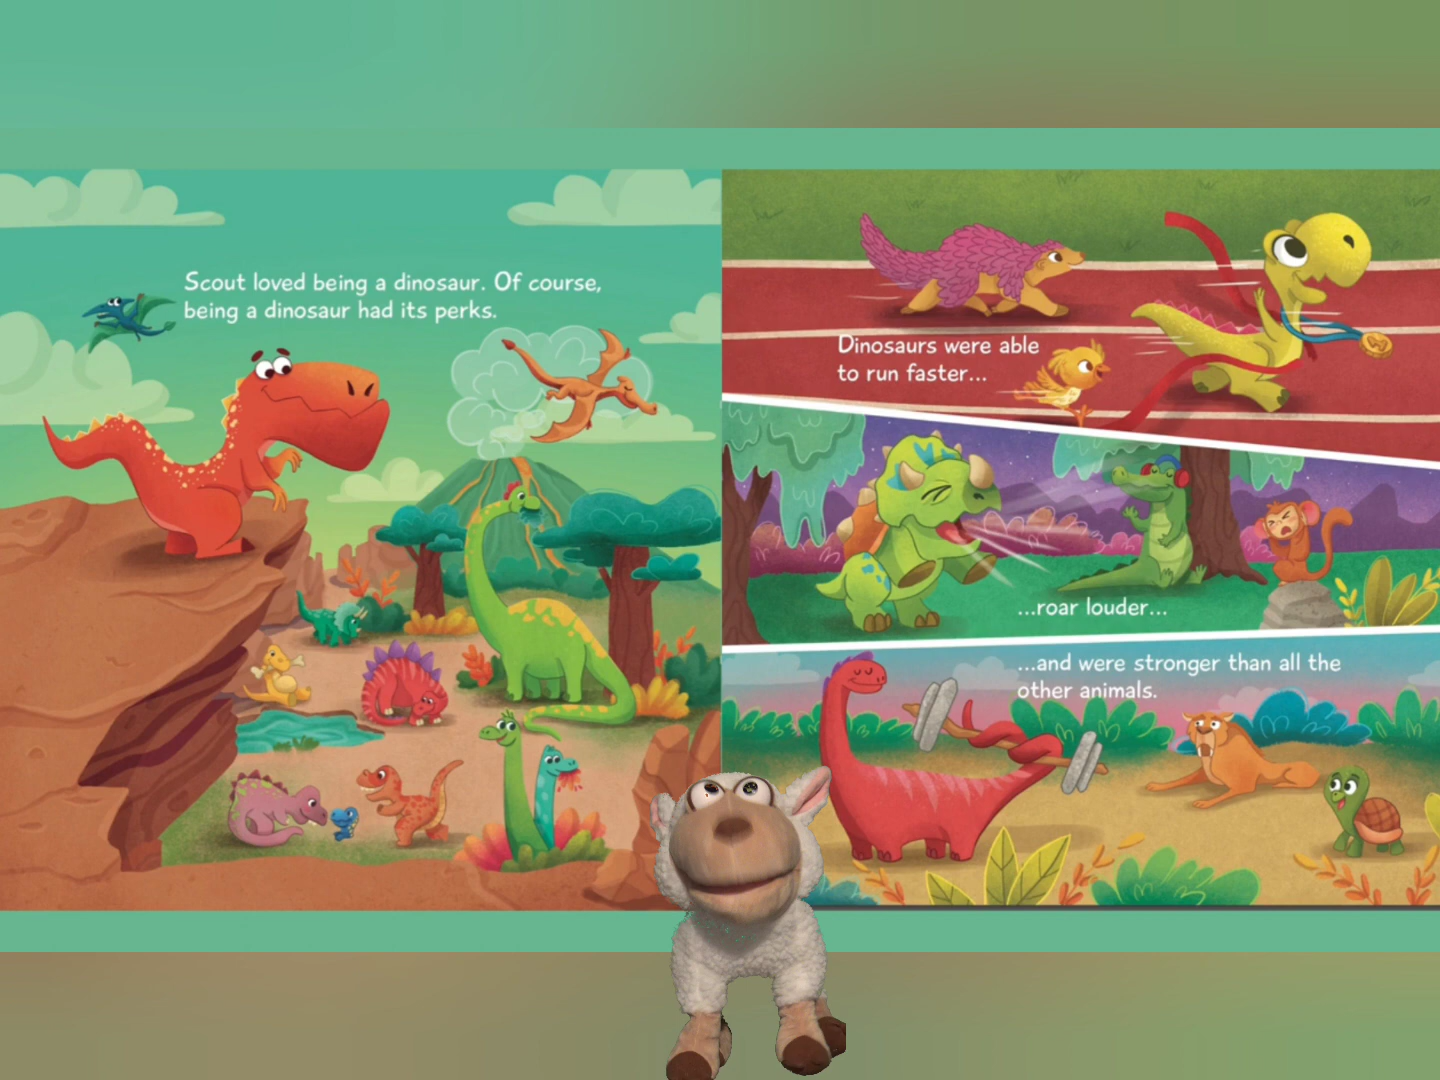 Scout loved being a dinosaur. Of course,
being a dinosaur had its perks.
Dinosaurs were able
to run faster...
...roar louder...
...and were stronger than all the
other animals.